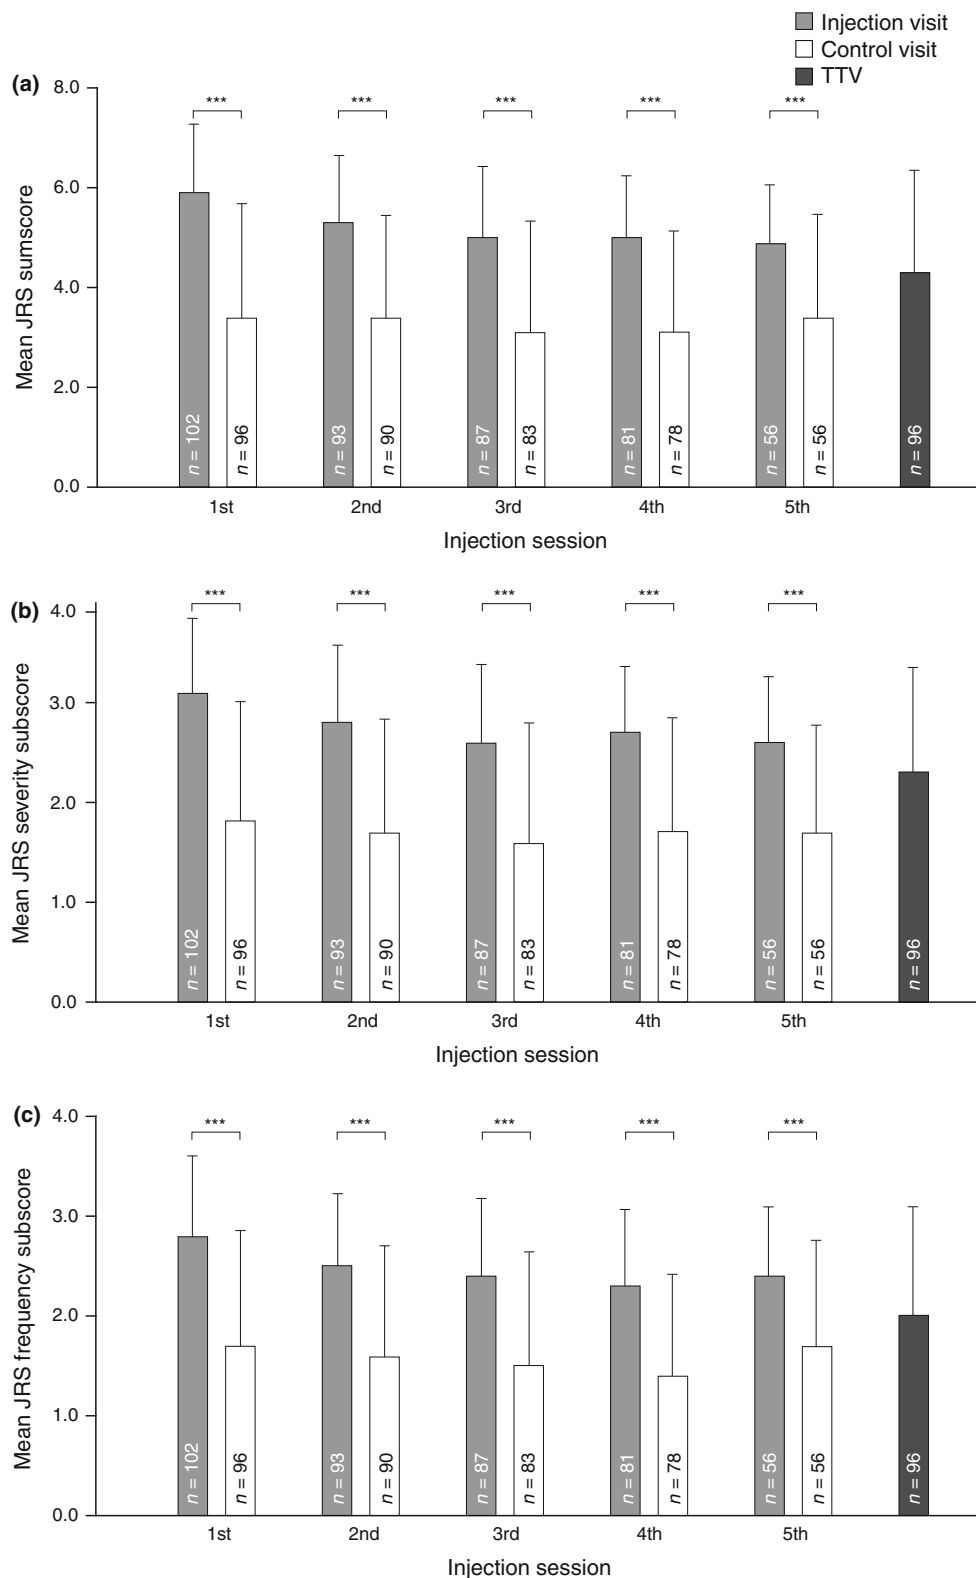 Injection visit
Control visit
TTV
(a)
Mean JRS sumscore
8.0
6.0
4.0
2.0
0.0
***
***
***
***
***
n = 102
n = 96
n = 93
n = 90
n = 87
n = 83
n = 81
n = 78
n = 56
n = 56
n = 96
1st
2nd
3rd
4th
5th
Injection session
(b)
Mean JRS severity subscore
4.0
3.0
2.0
1.0
0.0
***
***
***
***
***
n = 102
n = 96
n = 93
n = 90
n = 87
n = 83
n = 81
n = 78
n = 56
n = 56
n = 96
1st
2nd
3rd
4th
5th
Injection session
(c)
Mean JRS frequency subscore
4.0
3.0
2.0
1.0
0.0
***
***
***
***
***
n = 102
n = 96
n = 93
n = 90
n = 87
n = 83
n = 81
n = 78
n = 56
n = 56
n = 96
1st
2nd
3rd
4th
5th
Injection session